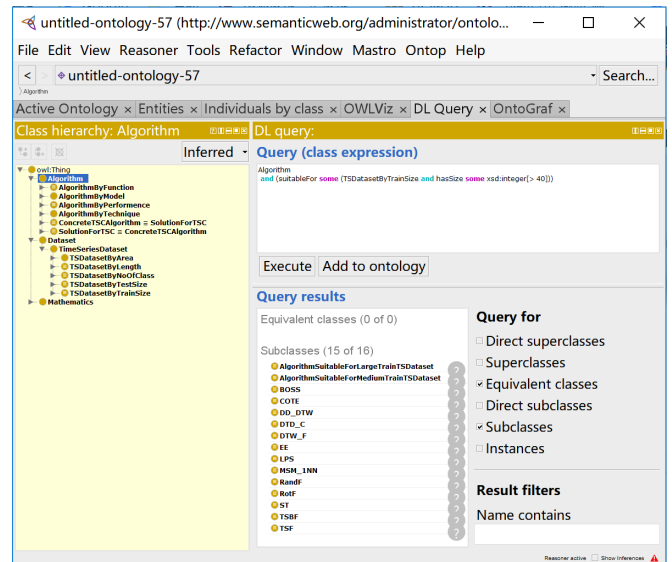 untitled-ontology-57 (http://www.semanticweb.org/administrator/ontolo...
File Edit View Reasoner Tools Refactor Window Mastro Ontop Help
< > untitled-ontology-57 Search...
Algorithm
Active Ontology × Entities × Individuals by class × OWLViz × DL Query × OntoGraf ×
Class hierarchy: Algorithm
Inferred
owl:Thing
Algorithm
AlgorithmByFunction
AlgorithmByModel
AlgorithmByPerformence
AlgorithmByTechnique
ConcreteTSCAlgorithm ≡ SolutionForTSC
SolutionForTSC ≡ ConcreteTSCAlgorithm
Dataset
TimeSeriesDataset
TSDatasetByArea
TSDatasetByLength
TSDatasetByNoOfClass
TSDatasetByTestSize
TSDatasetByTrainSize
Mathematics
DL query:
Query (class expression)
Algorithm
and (suitableFor some (TSDatasetByTrainSize and hasSize some xsd:integer[> 40]))
Execute Add to ontology
Query results
Equivalent classes (0 of 0)
Subclasses (15 of 16)
AlgorithmSuitableForLargeTrainTSDataset ?
AlgorithmSuitableForMediumTrainTSDataset ?
BOSS ?
COTE ?
DD_DTW ?
DTD_C ?
DTW_F ?
EE ?
LPS ?
MSM_1NN ?
RandF ?
RotF ?
ST ?
TSBF ?
TSF ?
Query for
Direct superclasses
Superclasses
Equivalent classes
Direct subclasses
Subclasses
Instances
Result filters
Name contains
Reasoner active Show Inferences